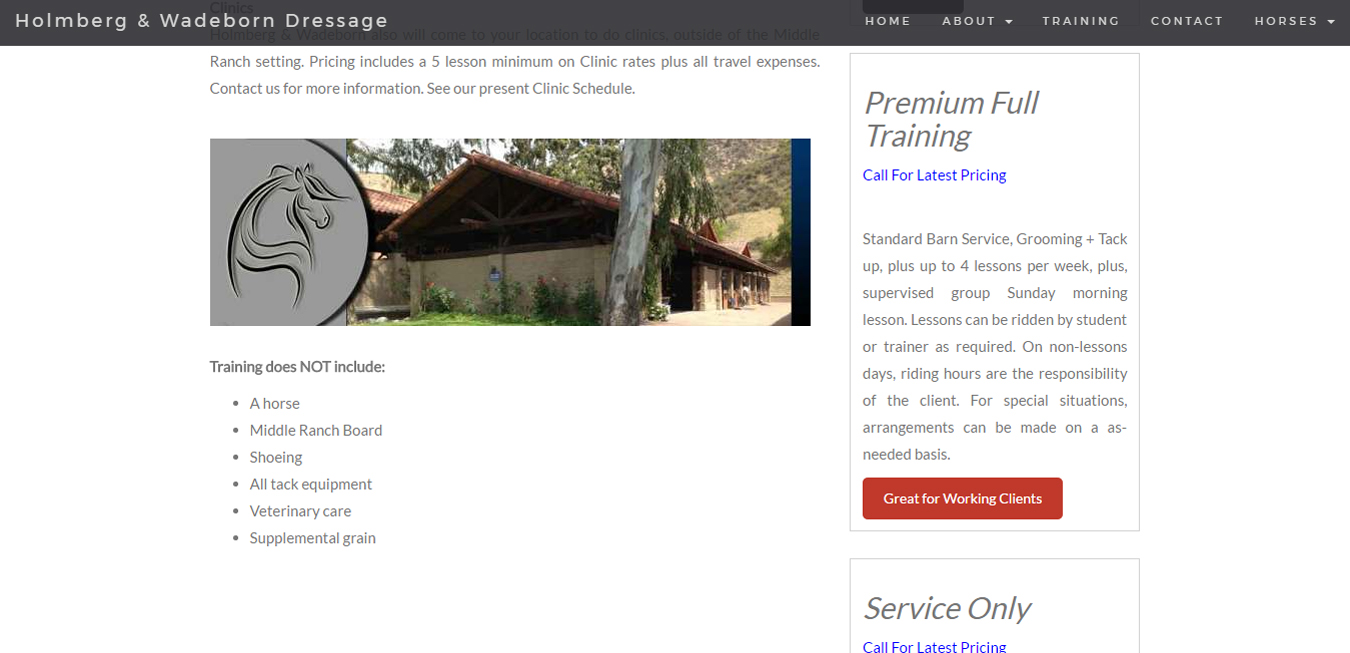 Holmberg & Wadeborn Dressage
HOME ABOUT TRAINING CONTACT HORSES
Clinics
Holmberg & Wadeborn also will come to your location to do clinics, outside of the Middle
Ranch setting. Pricing includes a 5 lesson minimum on Clinic rates plus all travel expenses.
Contact us for more information. See our present Clinic Schedule.
Training does NOT include:
A horse
Middle Ranch Board
Shoeing
All tack equipment
Veterinary care
Supplemental grain
Premium Full
Training
Call For Latest Pricing
Standard Barn Service, Grooming + Tack
up, plus up to 4 lessons per week, plus,
supervised group Sunday morning
lesson. Lessons can be ridden by student
or trainer as required. On non-lessons
days, riding hours are the responsibility
of the client. For special situations,
arrangements can be made on a as-
needed basis.
Great for Working Clients
Service Only
Call For Latest Pricing